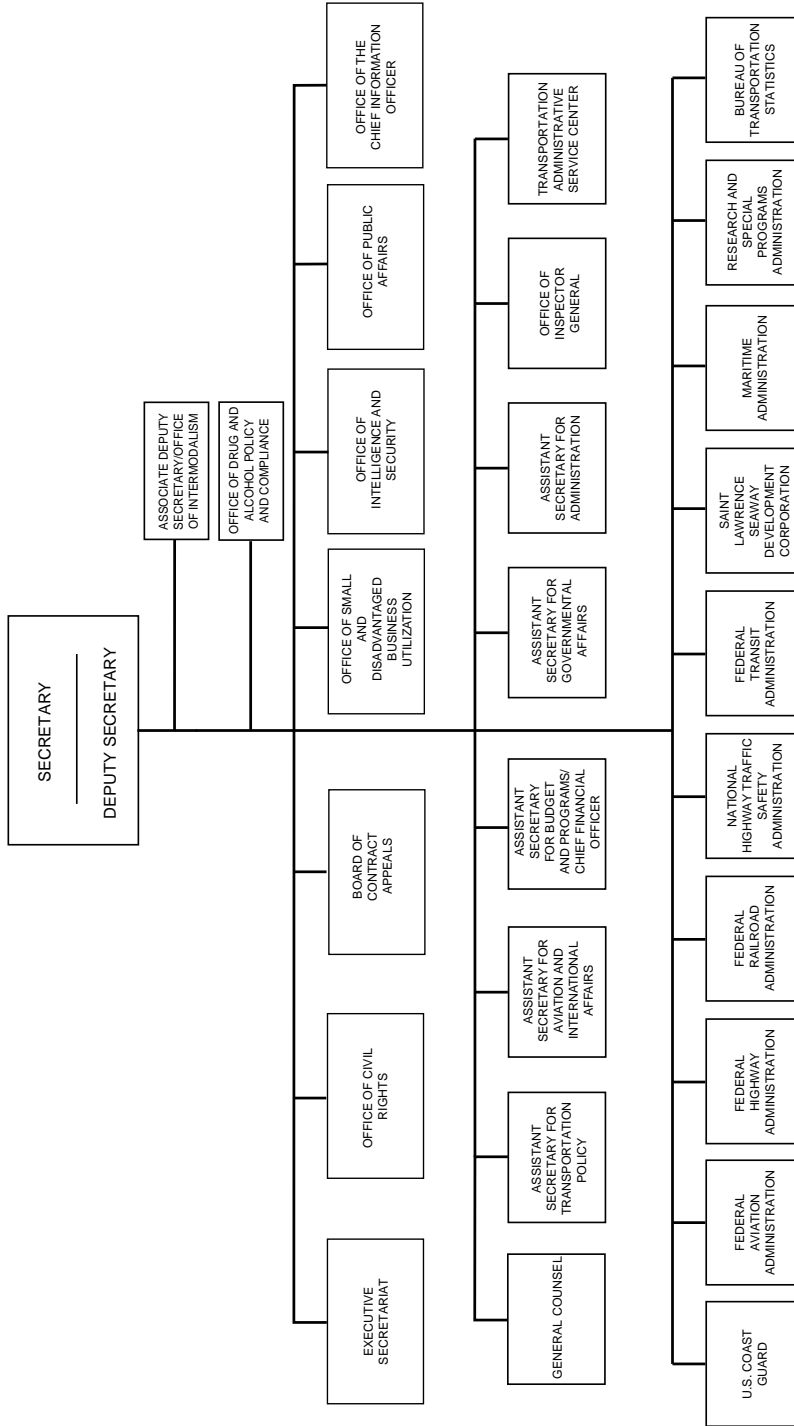 SECRETARY
DEPUTY SECRETARY
ASSOCIATE DEPUTY
SECRETARY/OFFICE
OF INTERMODALISM
OFFICE OF DRUG AND
ALCOHOL POLICY
AND COMPLIANCE
EXECUTIVE
SECRETARIAT
OFFICE OF CIVIL
RIGHTS
BOARD OF
CONTRACT
APPEALS
OFFICE OF SMALL
AND
DISADVANTAGED
BUSINESS
UTILIZATION
OFFICE OF
INTELLIGENCE AND
SECURITY
OFFICE OF PUBLIC
AFFAIRS
OFFICE OF THE
CHIEF INFORMATION
OFFICER
GENERAL COUNSEL
ASSISTANT
SECRETARY FOR
TRANSPORTATION
POLICY
ASSISTANT
SECRETARY FOR
AVIATION AND
INTERNATIONAL
AFFAIRS
ASSISTANT
SECRETARY
FOR BUDGET
AND PROGRAMS/
CHIEF FINANCIAL
OFFICER
ASSISTANT
SECRETARY FOR
GOVERNMENTAL
AFFAIRS
ASSISTANT
SECRETARY FOR
ADMINISTRATION
OFFICE OF
INSPECTOR
GENERAL
TRANSPORTATION
ADMINISTRATIVE
SERVICE CENTER
U.S. COAST
GUARD
FEDERAL
AVIATION
ADMINISTRATION
FEDERAL
HIGHWAY
ADMINISTRATION
FEDERAL
RAILROAD
ADMINISTRATION
NATIONAL
HIGHWAY TRAFFIC
SAFETY
ADMINISTRATION
FEDERAL
TRANSIT
ADMINISTRATION
SAINT
LAWRENCE
SEAWAY
DEVELOPMENT
CORPORATION
MARITIME
ADMINISTRATION
RESEARCH AND
SPECIAL
PROGRAMS
ADMINISTRATION
BUREAU OF
TRANSPORTATION
STATISTICS